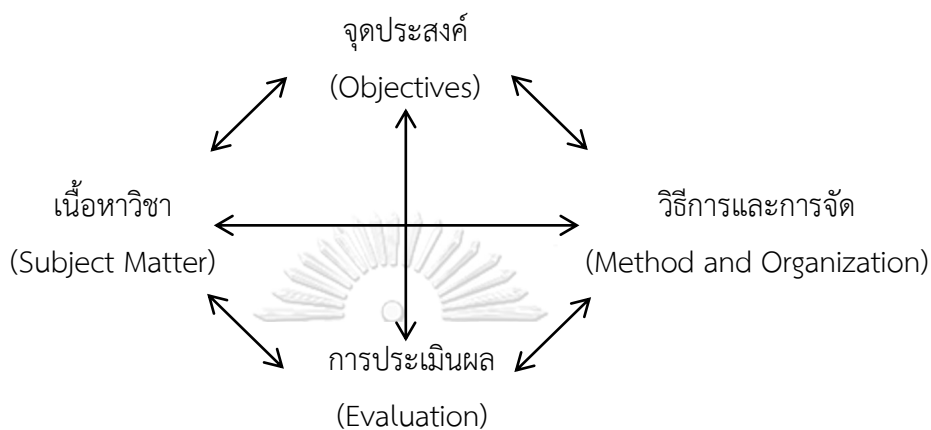 จุดประสงค์
(Objectives)
เนื้อหาวิชา
(Subject Matter)
วิธีการและการจัด
(Method and Organization)
การประเมินผล
(Evaluation)